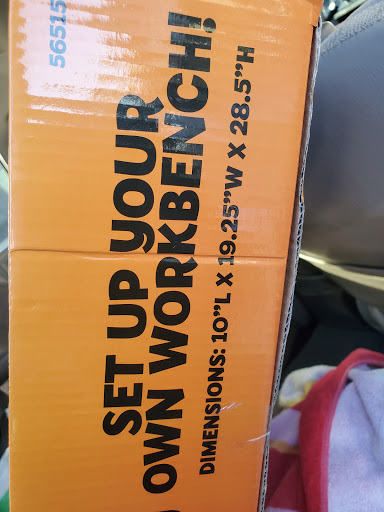 56515
SET UP YOUR
OWN WORKBENCH!
DIMENSIONS: 10”L X 19.25”W X 28.5”H